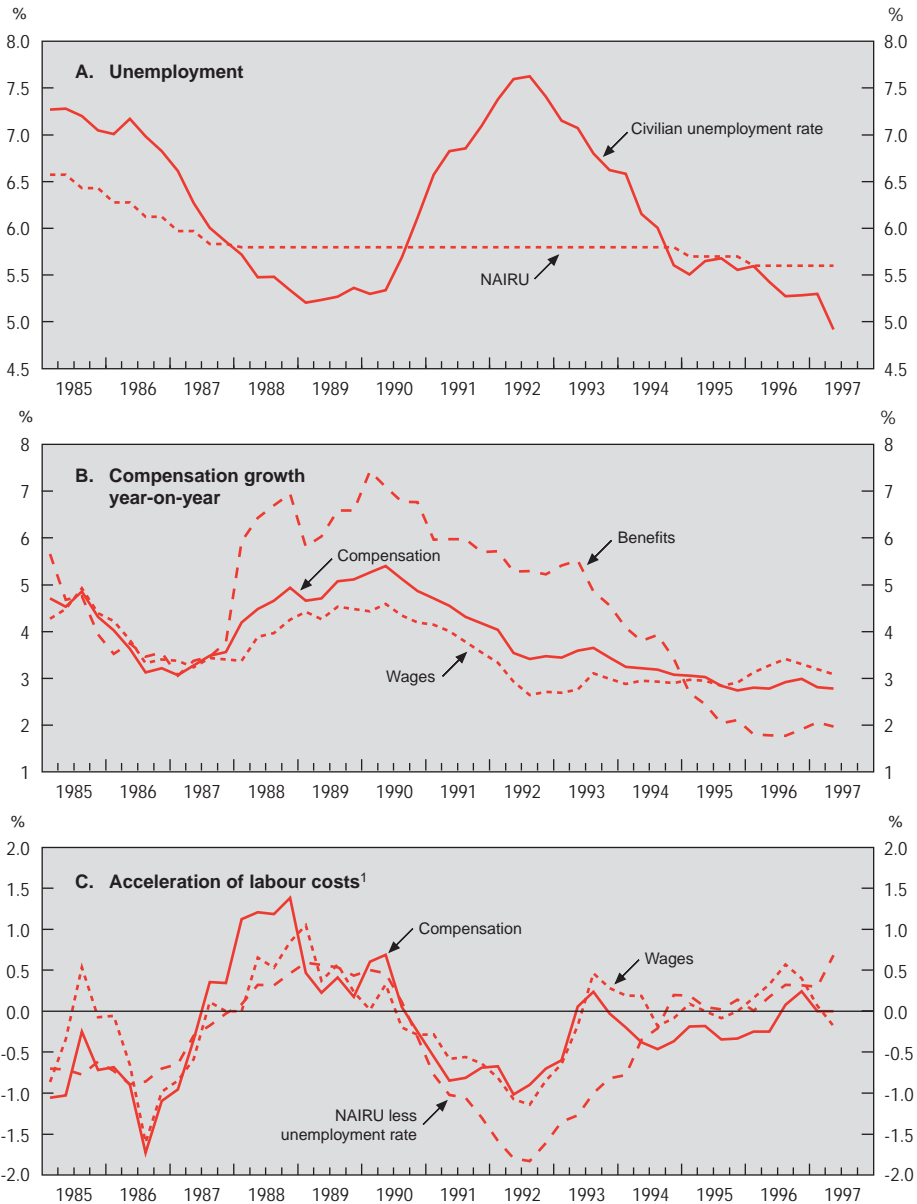 % %
8.0 8.0
A. Unemployment
7.5 7.5
Civilian unemployment rate
7.0 7.0
6.5 6.5
6.0 6.0
5.5 5.5
NAIRU
5.0 5.0
4.5 4.5
1985 1986 1987 1988 1989 1990 1991 1992 1993 1994 1995 1996 1997
% %
8 8
B. Compensation growth
year-on-year
7 7
Benefits
6 6
Compensation
5 5
4 4
Wages
3 3
2 2
1 1
1985 1986 1987 1988 1989 1990 1991 1992 1993 1994 1995 1996 1997
% %
2.0 2.0
C. Acceleration of labour costs¹
1.5 1.5
Compensation
1.0 1.0
Wages
0.5 0.5
0.0 0.0
-0.5 -0.5
-1.0 -1.0
NAIRU less
unemployment rate
-1.5 -1.5
-2.0 -2.0
1985 1986 1987 1988 1989 1990 1991 1992 1993 1994 1995 1996 1997